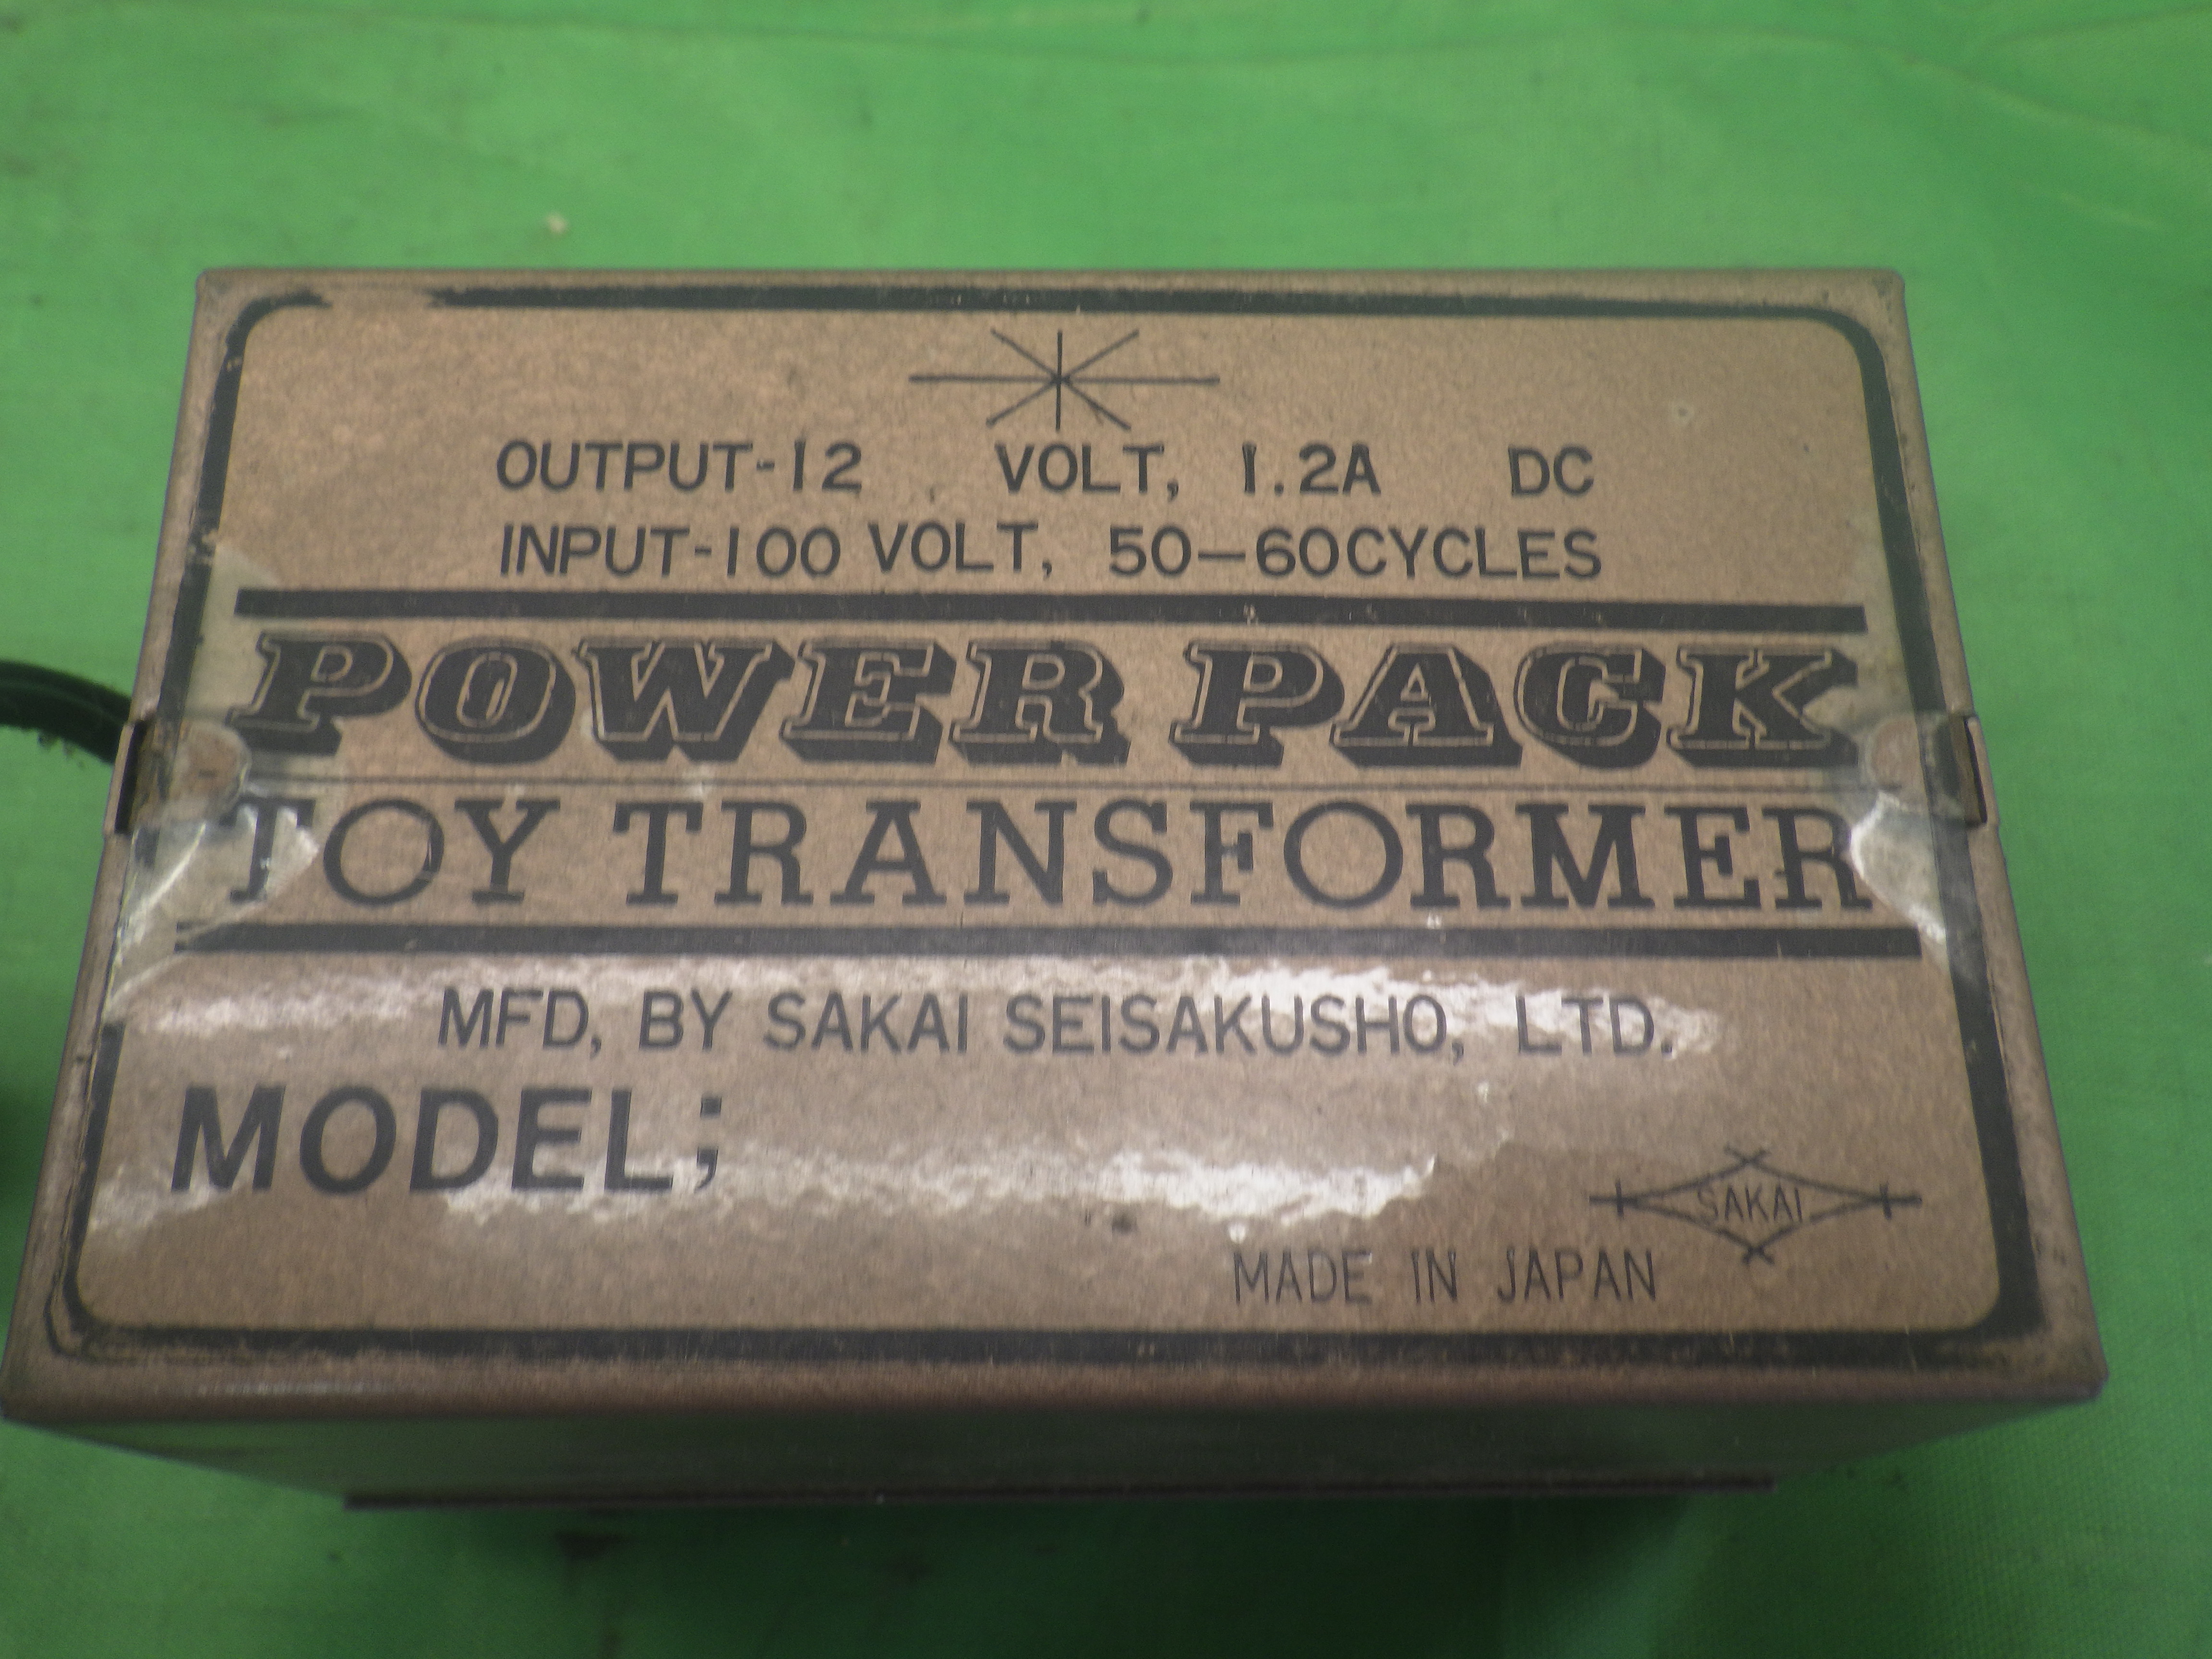 OUTPUT-12 VOLT, 1.2A DC
INPUT-100 VOLT, 50—60CYCLES
POWER PACK
TOY TRANSFORMER
MFD, BY SAKAI SEISAKUSHO, LTD.
MODEL;
SAKAI
MADE IN JAPAN